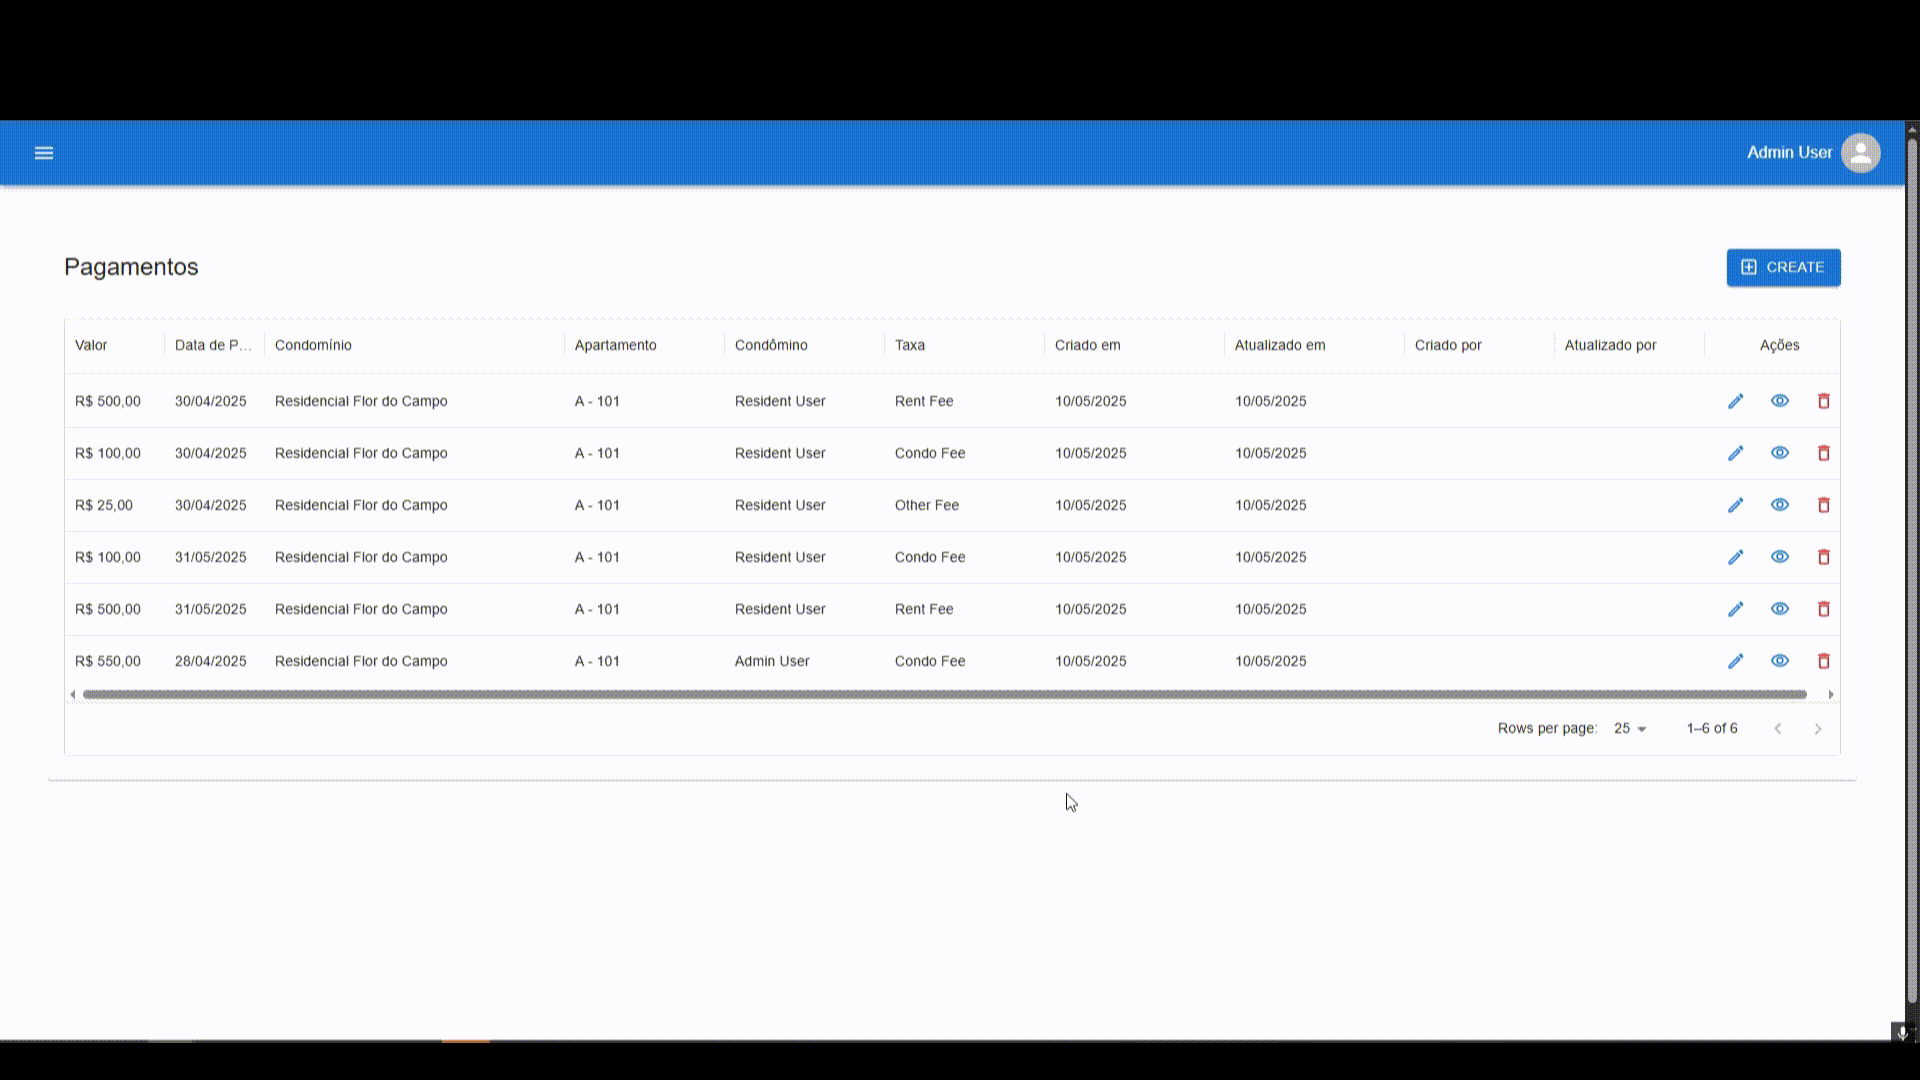 Admin User
Pagamentos
CREATE
Valor Data de P... Condomínio Apartamento Condômino Taxa Criado em Atualizado em Criado por Atualizado por Ações
R$ 500,00 30/04/2025 Residencial Flor do Campo A - 101 Resident User Rent Fee 10/05/2025 10/05/2025
R$ 100,00 30/04/2025 Residencial Flor do Campo A - 101 Resident User Condo Fee 10/05/2025 10/05/2025
R$ 25,00 30/04/2025 Residencial Flor do Campo A - 101 Resident User Other Fee 10/05/2025 10/05/2025
R$ 100,00 31/05/2025 Residencial Flor do Campo A - 101 Resident User Condo Fee 10/05/2025 10/05/2025
R$ 500,00 31/05/2025 Residencial Flor do Campo A - 101 Resident User Rent Fee 10/05/2025 10/05/2025
R$ 550,00 28/04/2025 Residencial Flor do Campo A - 101 Admin User Condo Fee 10/05/2025 10/05/2025
Rows per page: 25 1–6 of 6